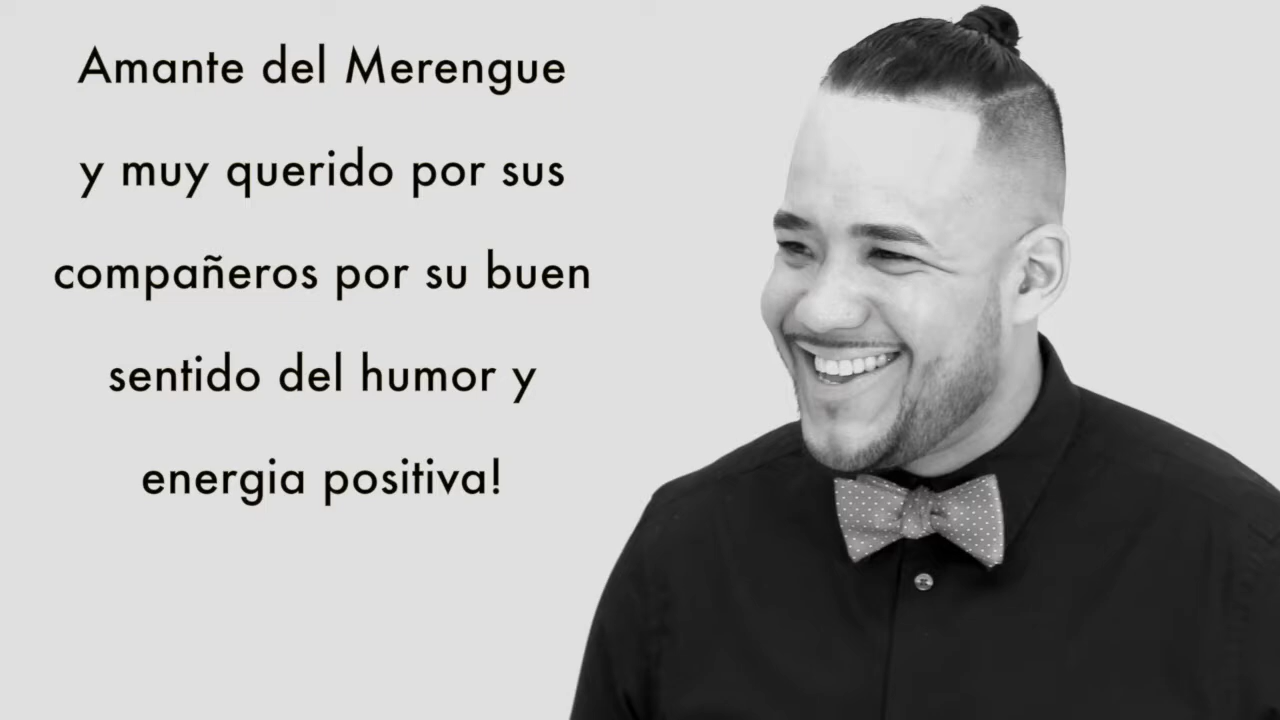 Amante del Merengue
y muy querido por sus
compañeros por su buen
sentido del humor y
energia positiva!